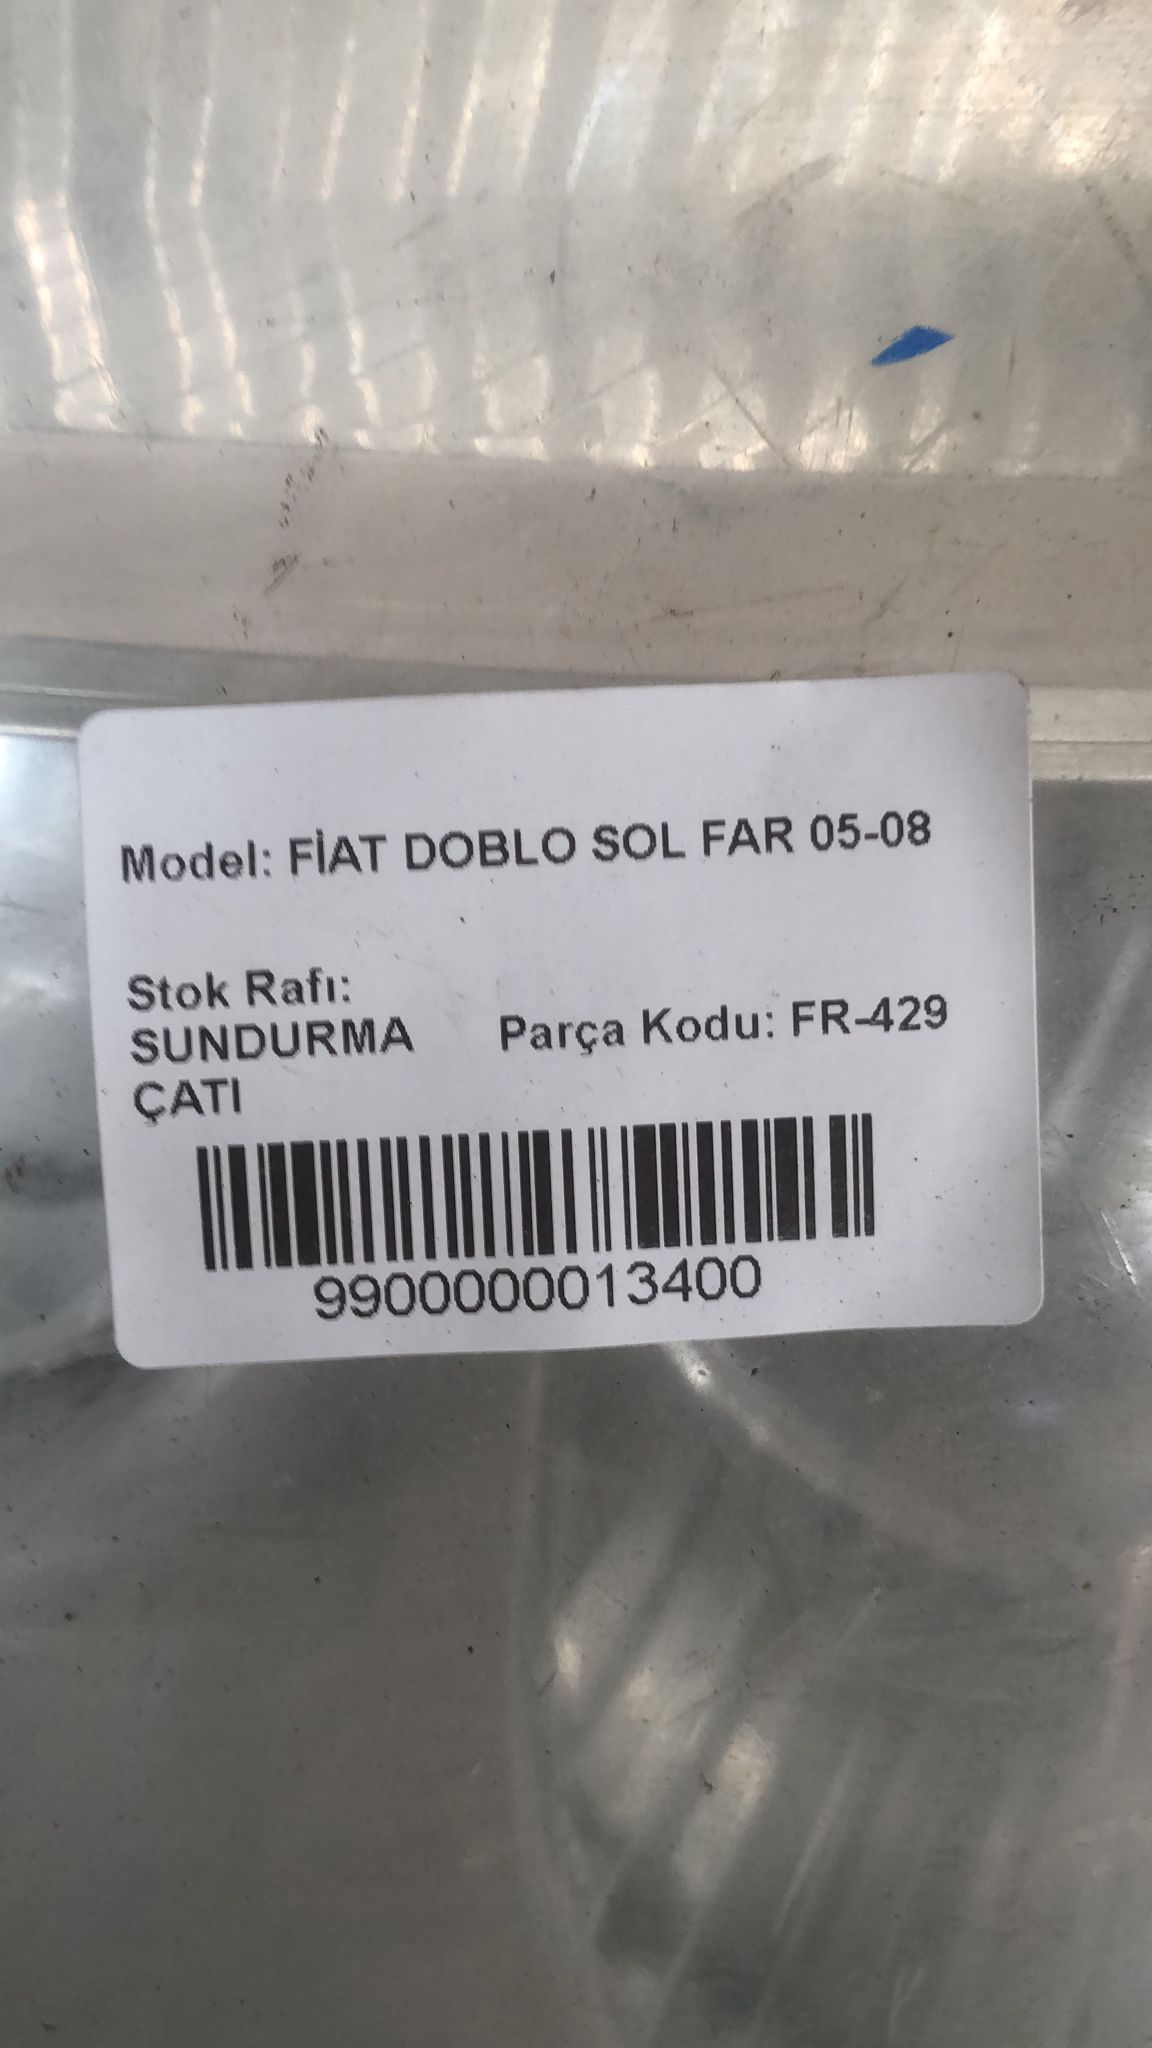 Model: FİAT DOBLO SOL FAR 05-08
Stok Rafı:
SUNDURMA
ÇATI
Parça Kodu: FR-429
9900000013400